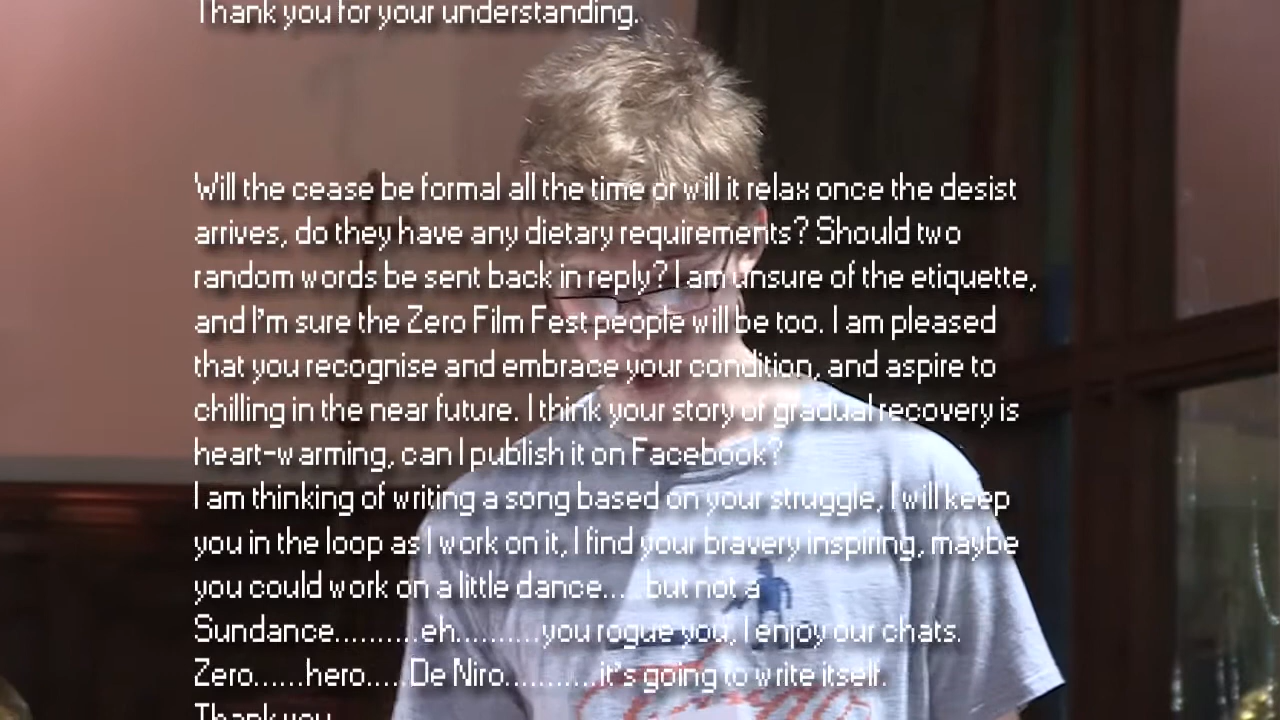 Thank you for your understanding.
Will the cease be formal all the time or will it relax once the desist
arrives, do they have any dietary requirements? Should two
random words be sent back in reply? I am unsure of the etiquette,
and I'm sure the Zero Film Fest people will be too. I am pleased
that you recognise and embrace your condition, and aspire to
chilling in the near future. I think your story of gradual recovery is
heart-warming, can I publish it on Facebook?
I am thinking of writing a song based on your struggle, I will keep
you in the loop as I work on it, I find your bravery inspiring, maybe
you could work on a little dance.... but not a
Sundance..........eh..........you rogue you, I enjoy our chats.
Zero......hero.....De Niro...........it's going to write itself.
Thank you